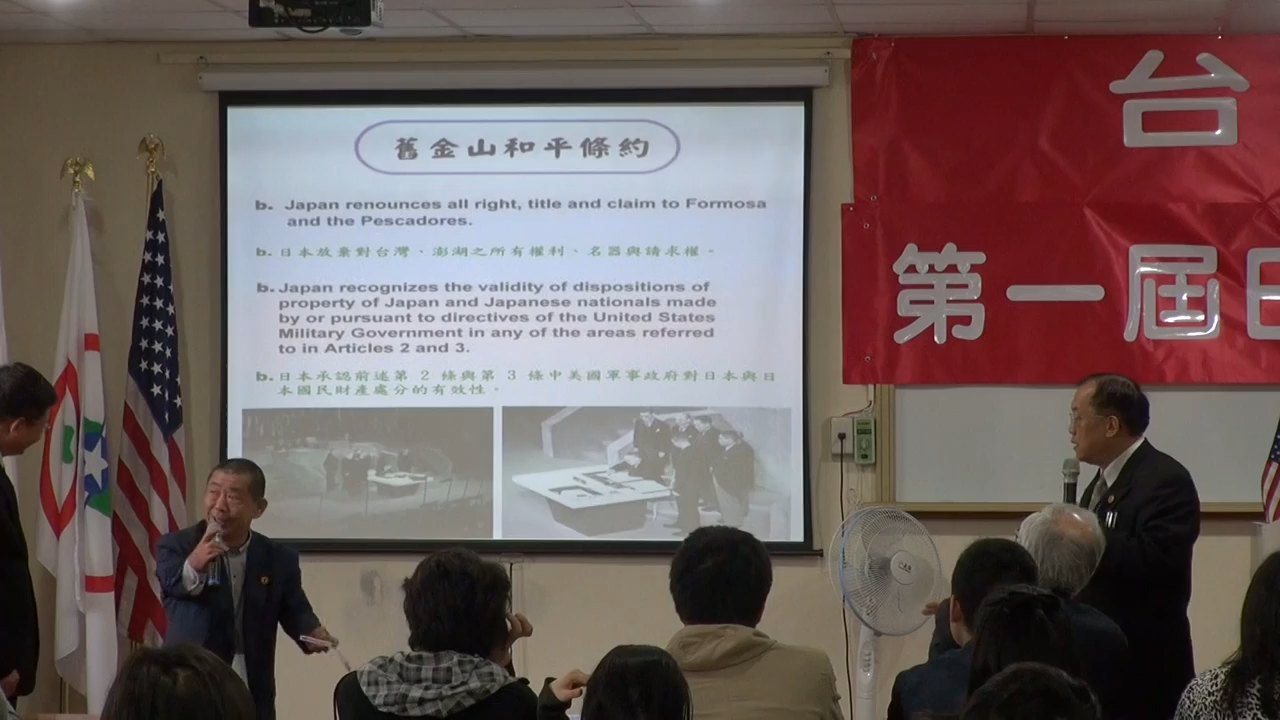 舊金山和平條約
b. Japan renounces all right, title and claim to Formosa
and the Pescadores.
b. 日本放棄對台灣、澎湖之所有權利、名器與請求權。
b. Japan recognizes the validity of dispositions of
property of Japan and Japanese nationals made
by or pursuant to directives of the United States
Military Government in any of the areas referred
to in Articles 2 and 3.
b. 日本承認前述第 2 條與第 3 條中美國軍事政府對日本與日
本國民財產處分的有效性。
台
第一屆